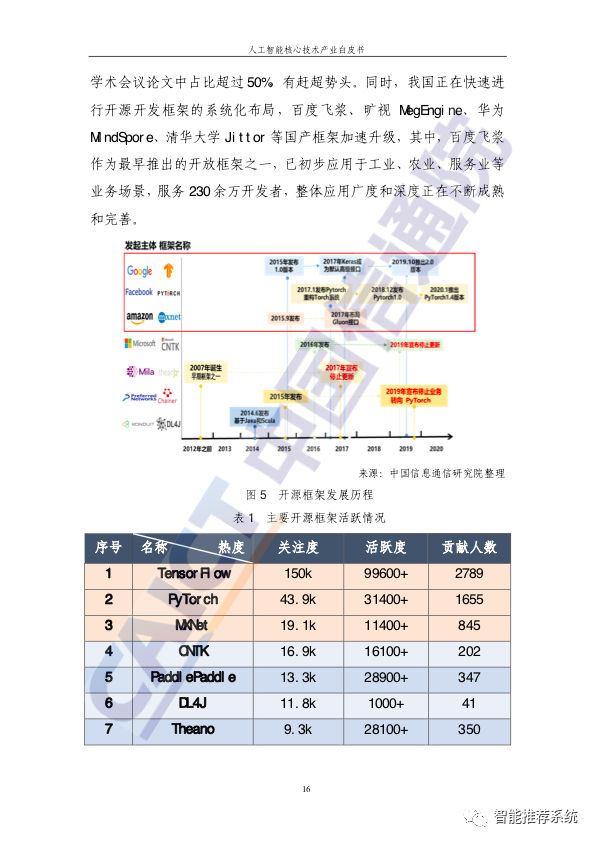 人工智能核心技术产业白皮书
学术会议论文中占比超过 50%，有赶超势头。同时，我国正在快速进
行开源开发框架的系统化布局，百度飞桨、旷视 MegEngine、华为
MindSpore、清华大学 Jittor 等国产框架加速升级，其中，百度飞桨
作为最早推出的开放框架之一，已初步应用于工业、农业、服务业等
业务场景，服务 230 余万开发者，整体应用广度和深度正在不断成熟
和完善。
发起主体 框架名称
Google 2015年发布 1.0版本 2017年Keras成为默认高层接口 2019.10推出2.0版本
Facebook PYTORCH 2017.1发布Pytorch 重构Torch系统 2018.12发布 Pytorch1.0 2020.1推出 PyTorch1.4版本
amazon mxnet 2015.9发布 2017年布局 Gluon接口
Microsoft Microsoft CNTK 2016年发布 2019年宣布停止更新
Mila theano 2007年诞生 早期框架之一 2017年宣布 停止更新
Preferred Networks Chainer 2015年发布 2019年宣布停止业务 转向 PyTorch
KONDUIT DL4J 2014.6发布 基于Java和Scala
2012年之前 2013 2014 2015 2016 2017 2018 2019 2020
来源：中国信息通信研究院整理
图 5 开源框架发展历程
表 1 主要开源框架活跃情况
序号 名称 热度 关注度 活跃度 贡献人数
1 TensorFlow 150k 99600+ 2789
2 PyTorch 43.9k 31400+ 1655
3 MXNet 19.1k 11400+ 845
4 CNTK 16.9k 16100+ 202
5 PaddlePaddle 13.3k 28900+ 347
6 DL4J 11.8k 1000+ 41
7 Theano 9.3k 28100+ 350
CAICT 中国信通院
16
智能推荐系统